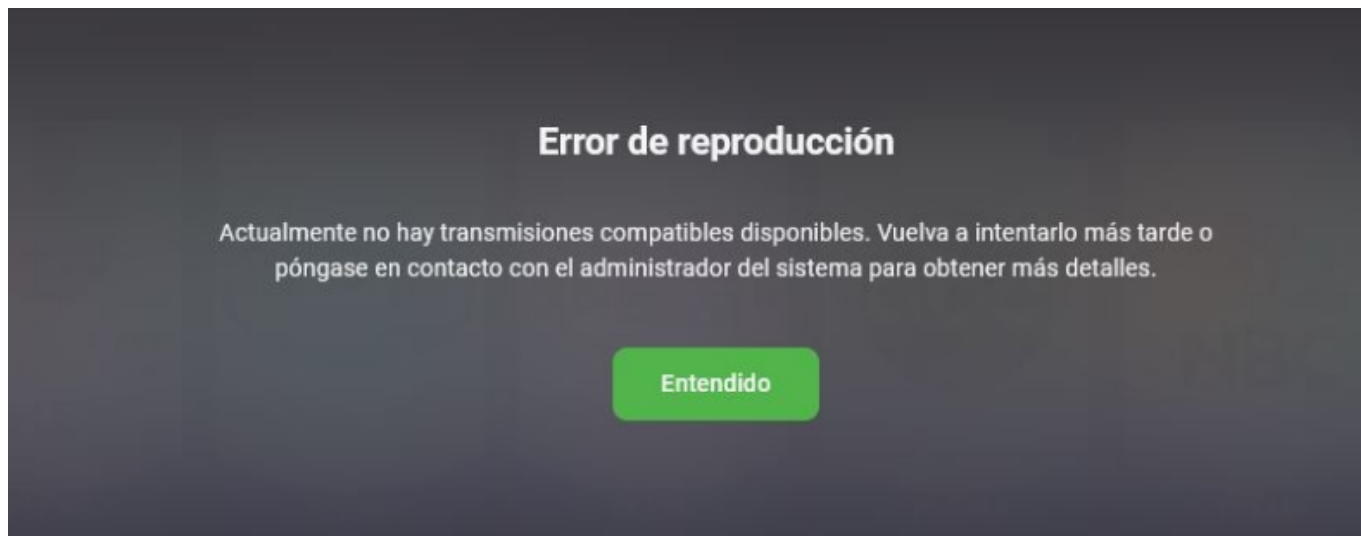 Error de reproducción
Actualmente no hay transmisiones compatibles disponibles. Vuelva a intentarlo más tarde o
póngase en contacto con el administrador del sistema para obtener más detalles.
NBC
Entendido